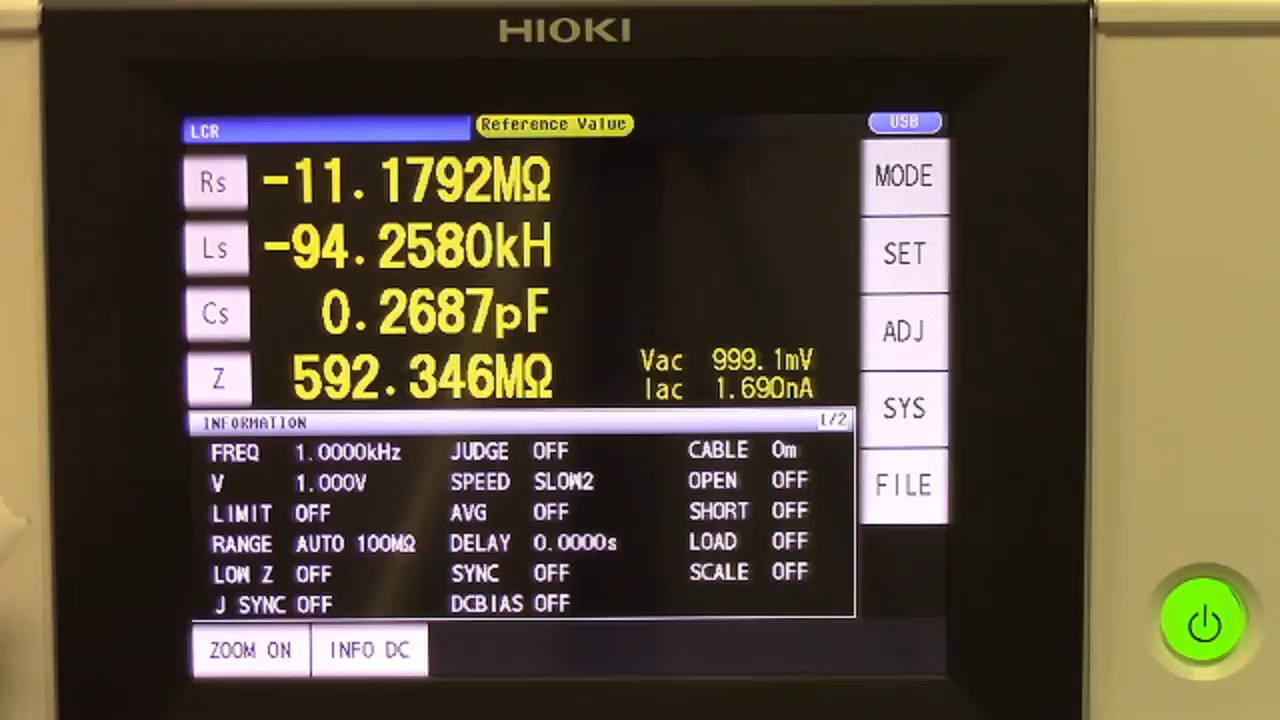 HIOKI
LCR Reference Value USB
Rs -11.1792MΩ
Ls -94.2580kH
Cs 0.2687pF
Z 592.346MΩ
Vac 999.1mV
Iac 1.690nA
MODE
SET
ADJ
SYS
FILE
INFORMATION 1/2
FREQ 1.0000kHz JUDGE OFF CABLE 0m
V 1.000V SPEED SLOW2 OPEN OFF
LIMIT OFF AVG OFF SHORT OFF
RANGE AUTO 100MΩ DELAY 0.0000s LOAD OFF
LOW Z OFF SYNC OFF SCALE OFF
J SYNC OFF DCBIAS OFF
ZOOM ON INFO DC